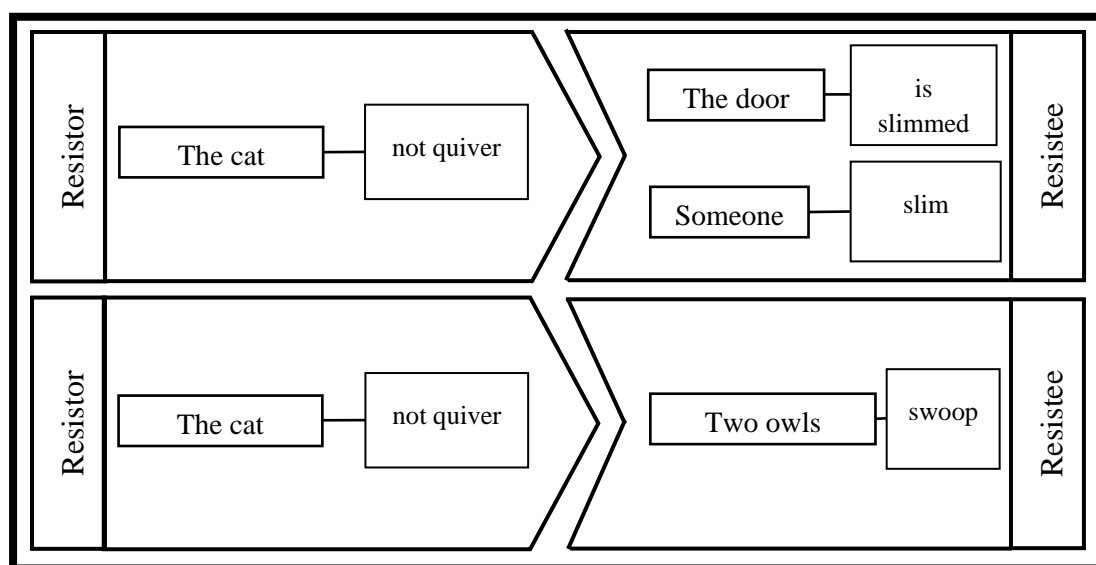 Resistor
The cat
not quiver
The door
is
slimmed
Someone
slim
Resistee
Resistor
The cat
not quiver
Two owls
swoop
Resistee